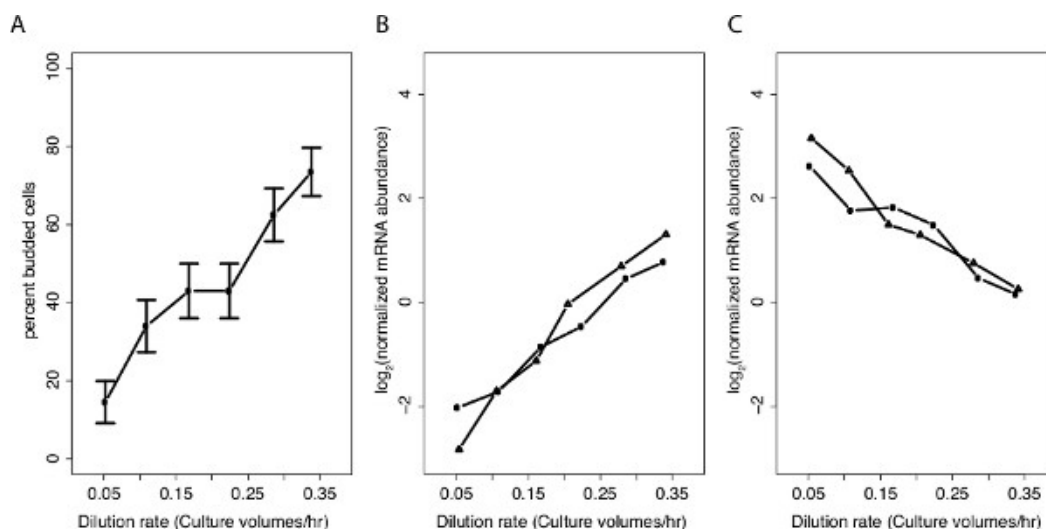 A
percent budded cells
100
80
60
40
20
0
0.05 0.15 0.25 0.35
Dilution rate (Culture volumes/hr)
B
log2(normalized mRNA abundance)
4
2
0
−2
0.05 0.15 0.25 0.35
Dilution rate (Culture volumes/hr)
C
log2(normalized mRNA abundance)
4
2
0
−2
0.05 0.15 0.25 0.35
Dilution rate (Culture volumes/hr)